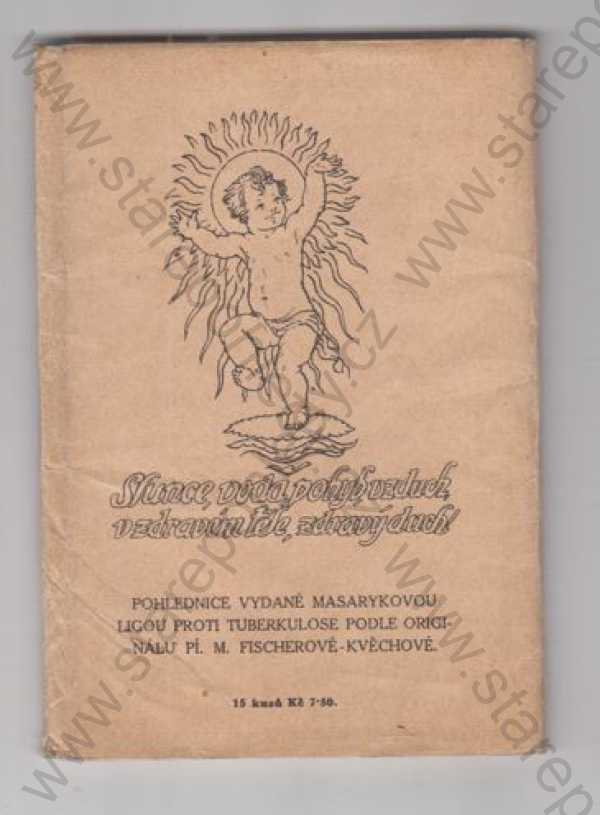 Slunce, voda, pohyb vzduch,
v zdravém těle, zdravý duch!
POHLEDNICE VYDANÉ MASARYKOVOU
LIGOU PROTI TUBERKULOSE PODLE ORIGI-
NÁLU PÍ. M. FISCHEROVÉ-KVĚCHOVÉ.
15 kusů Kč 7·50.